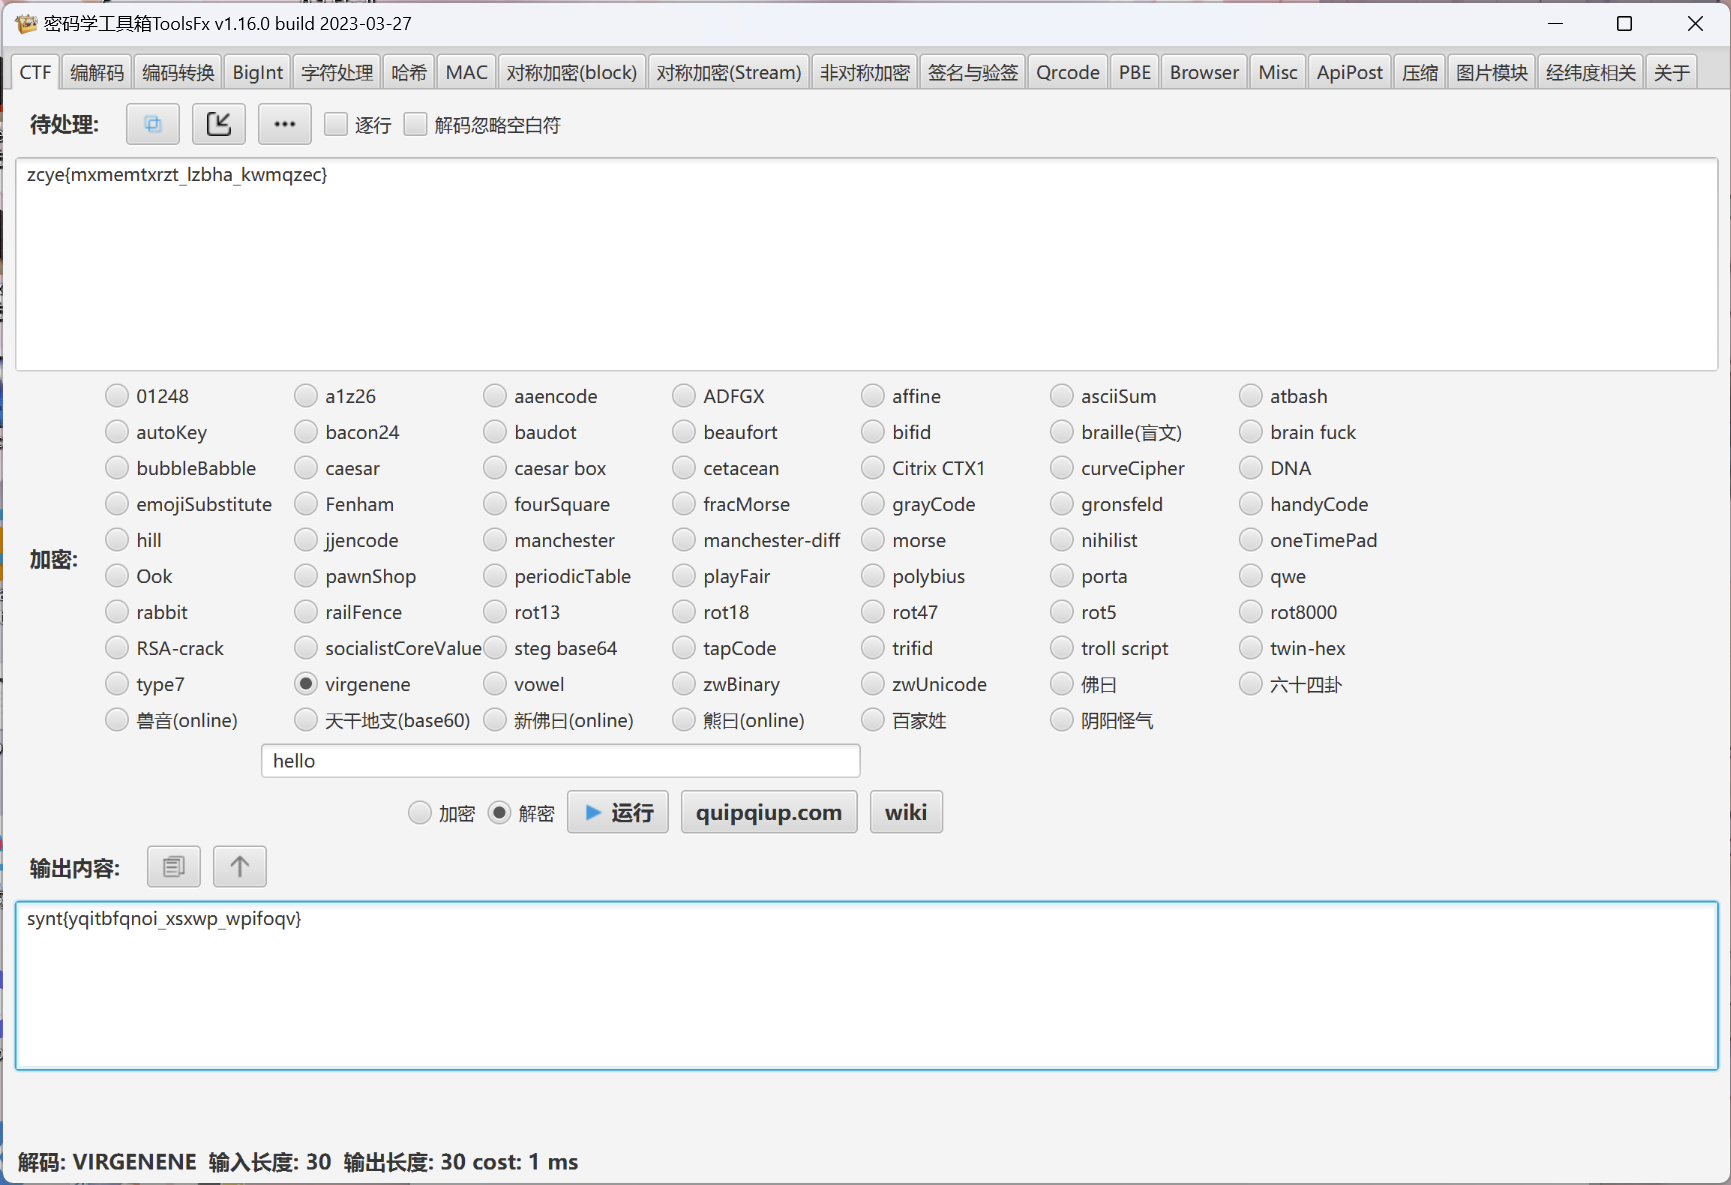 密码学工具箱ToolsFx v1.16.0 build 2023-03-27
CTF 编解码 编码转换 BigInt 字符处理 哈希 MAC 对称加密(block) 对称加密(Stream) 非对称加密 签名与验签 Qrcode PBE Browser Misc ApiPost 压缩 图片模块 经纬度相关 关于
待处理: 逐行 解码忽略空白符
zcye{mxmemtxrzt_lzbha_kwmqzec}
01248 a1z26 aaencode ADFGX affine asciiSum atbash
autoKey bacon24 baudot beaufort bifid braille(盲文) brain fuck
bubbleBabble caesar caesar box cetacean Citrix CTX1 curveCipher DNA
emojiSubstitute Fenham fourSquare fracMorse grayCode gronsfeld handyCode
加密: hill jjencode manchester manchester-diff morse nihilist oneTimePad
Ook pawnShop periodicTable playFair polybius porta qwe
rabbit railFence rot13 rot18 rot47 rot5 rot8000
RSA-crack socialistCoreValue steg base64 tapCode trifid troll script twin-hex
type7 virgenene vowel zwBinary zwUnicode 佛曰 六十四卦
兽音(online) 天干地支(base60) 新佛曰(online) 熊曰(online) 百家姓 阴阳怪气
hello
加密 解密 运行 quipqiup.com wiki
输出内容:
synt{yqitbfqnoi_xsxwp_wpifoqv}
解码: VIRGENENE 输入长度: 30 输出长度: 30 cost: 1 ms